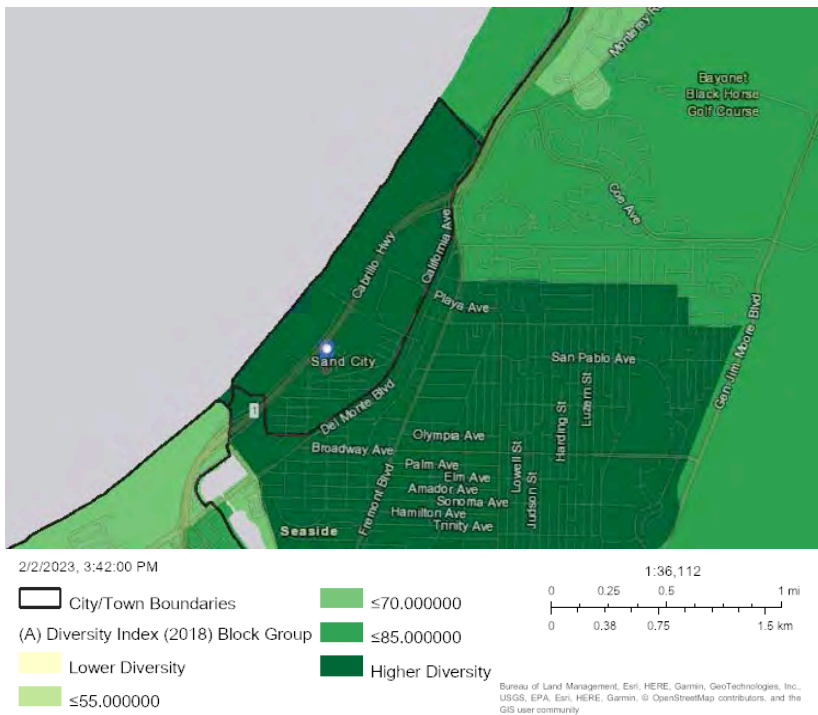 Monterey R
Bayonet
Black Horse
Golf Course
Coe Ave
California Ave
Cabrillo Hwy
Playa Ave
Gen Jim Moore Blvd
Sand City
San Pablo Ave
Luzern St
Harding St
Del Monte Blvd
1
Olympia Ave
Broadway Ave
Lowell St
Palm Ave
Elm Ave
Judson St
Amador Ave
Sonoma Ave
Fremont Blvd
Hamilton Ave
Trinity Ave
Seaside
2/2/2023, 3:42:00 PM
City/Town Boundaries
(A) Diversity Index (2018) Block Group
Lower Diversity
≤55.000000
≤70.000000
≤85.000000
Higher Diversity
1:36,112
0 0.25 0.5 1 mi
0 0.38 0.75 1.5 km
Bureau of Land Management, Esri, HERE, Garmin, GeoTechnologies, Inc.,
USGS, EPA, Esri, HERE, Garmin, © OpenStreetMap contributors, and the
GIS user community